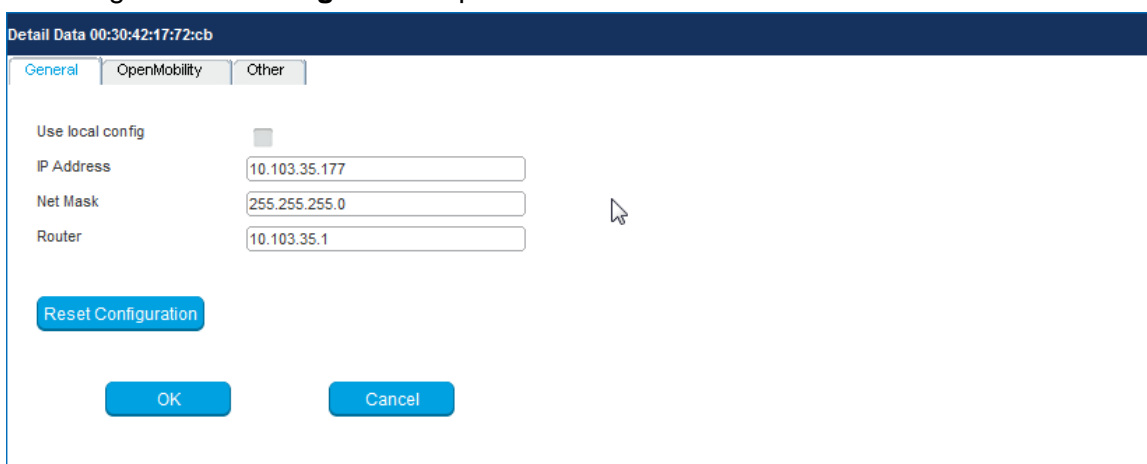 Detail Data 00:30:42:17:72:cb
General OpenMobility Other
Use local config
IP Address 10.103.35.177
Net Mask 255.255.255.0
Router 10.103.35.1
Reset Configuration
OK Cancel